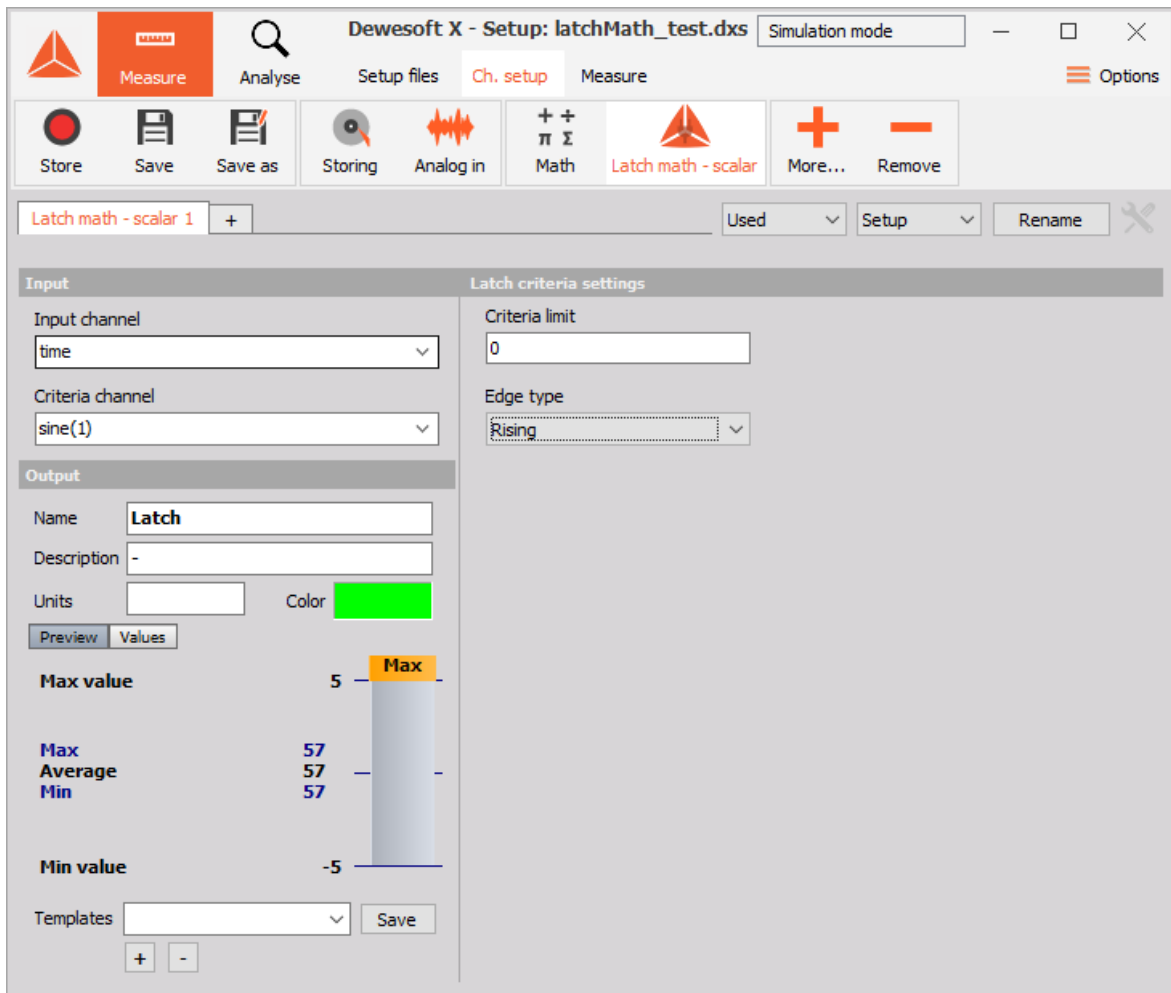 Dewesoft X - Setup: latchMath_test.dxs
Simulation mode
Measure
Analyse
Setup files
Ch. setup
Measure
Options
Store
Save
Save as
Storing
Analog in
+ ÷
π Σ
Math
Latch math - scalar
More...
Remove
Latch math - scalar 1
+
Used
Setup
Rename
Input
Latch criteria settings
Input channel
time
Criteria limit
0
Criteria channel
sine(1)
Edge type
Rising
Output
Name
Latch
Description
-
Units
Color
Preview
Values
Max
Max value 5
Max 57
Average 57
Min 57
Min value -5
Templates
Save
+
-